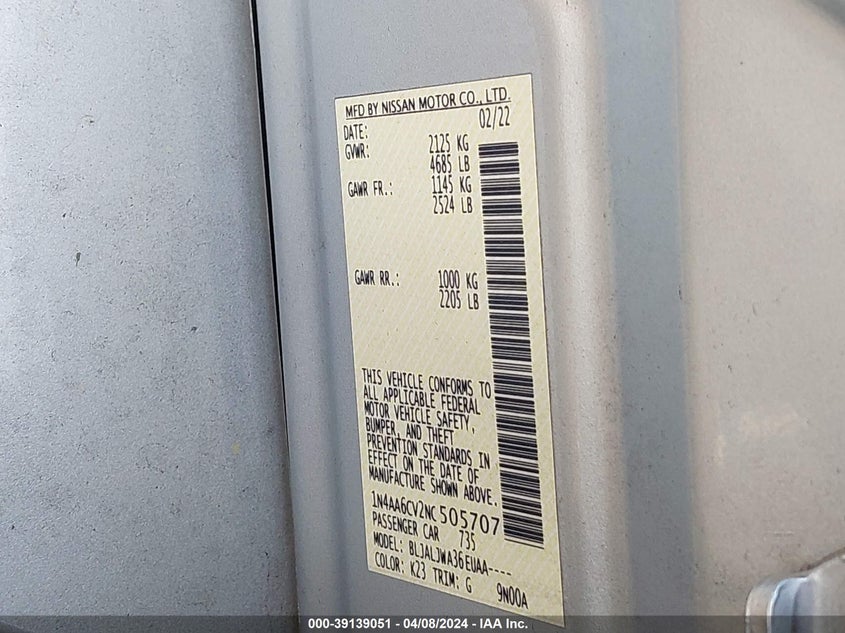 MFD BY NISSAN MOTOR CO., LTD.
DATE: 02/22
GVWR: 2125 KG
4685 LB
GAWR FR.: 1145 KG
2524 LB
GAWR RR.: 1000 KG
2205 LB
THIS VEHICLE CONFORMS TO
ALL APPLICABLE FEDERAL
MOTOR VEHICLE SAFETY,
BUMPER, AND THEFT
PREVENTION STANDARDS IN
EFFECT ON THE DATE OF
MANUFACTURE SHOWN ABOVE.
1N4AA6CV2NC505707
PASSENGER CAR 735
MODEL: BLJALJWA36EUAA----
COLOR: K23 TRIM: G 9N00A
000-39139051 - 04/08/2024 - IAA Inc.